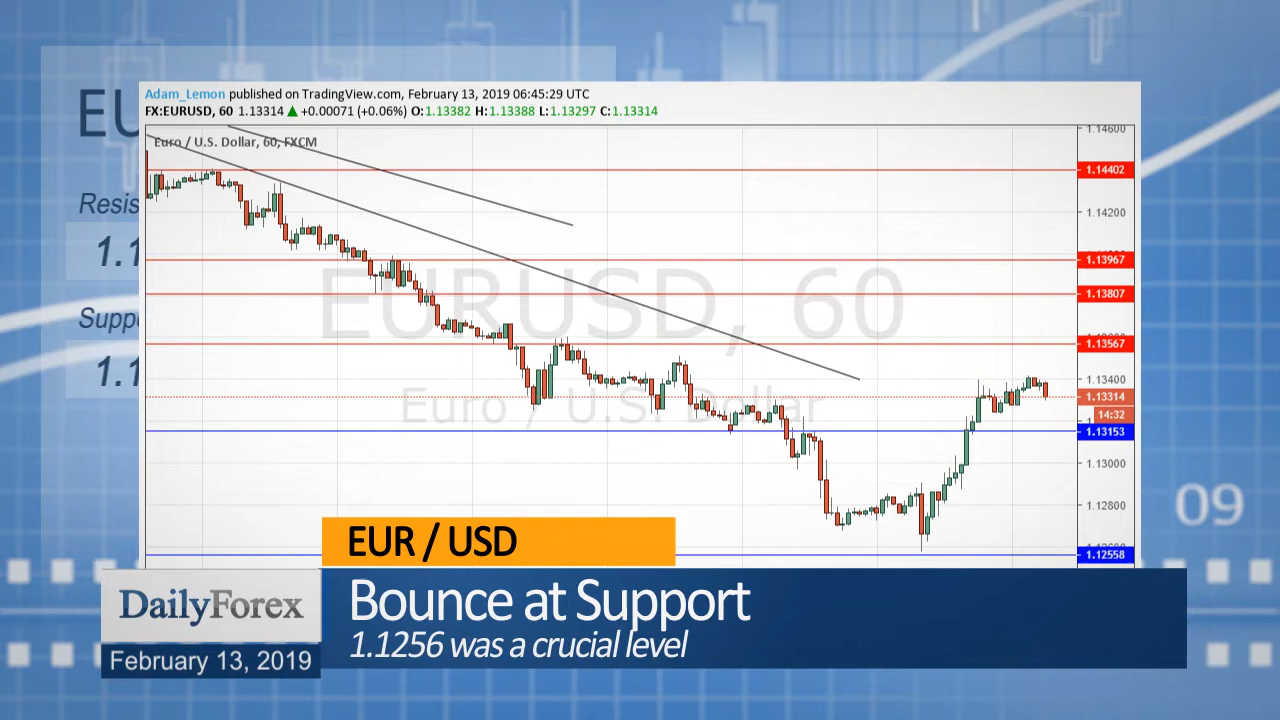 EU
Resis
1.1
Suppo
1.1
Adam_Lemon published on TradingView.com, February 13, 2019 06:45:29 UTC
FX:EURUSD, 60 1.13314 ▲ +0.00071 (+0.06%) O:1.13382 H:1.13388 L:1.13297 C:1.13314
Euro / U.S. Dollar, 60, FXCM
EURUSD, 60
Euro / U.S. Dollar
1.14600
1.14402
1.14200
1.13967
1.13807
1.13567
1.13400
1.13314
14:32
1.13153
1.13000
1.12800
1.12558
09
EUR / USD
Bounce at Support
1.1256 was a crucial level
DailyForex
February 13, 2019